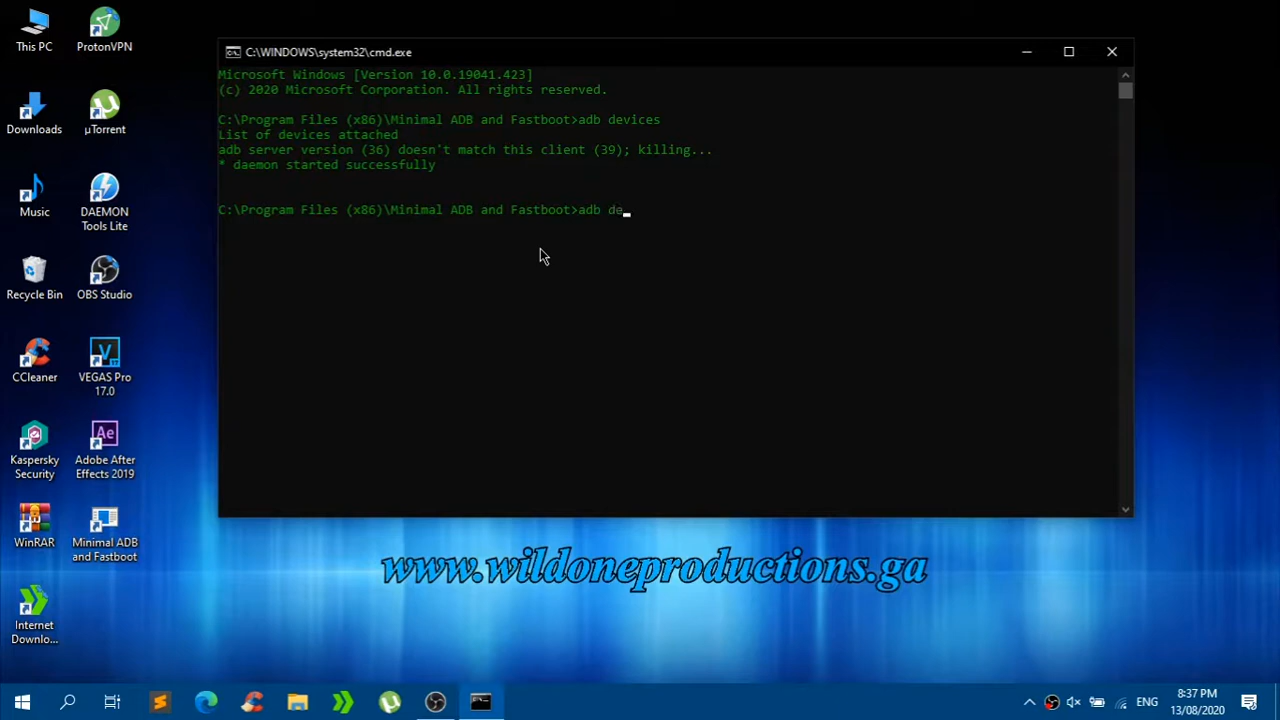 This PC
ProtonVPN
Downloads
µTorrent
Music
DAEMON
Tools Lite
Recycle Bin
OBS Studio
CCleaner
VEGAS Pro
17.0
Kaspersky
Security
Adobe After
Effects 2019
WinRAR
Minimal ADB
and Fastboot
Internet
Downlo...
C:\WINDOWS\system32\cmd.exe
Microsoft Windows [Version 10.0.19041.423]
(c) 2020 Microsoft Corporation. All rights reserved.
C:\Program Files (x86)\Minimal ADB and Fastboot>adb devices
List of devices attached
adb server version (36) doesn't match this client (39); killing...
* daemon started successfully
C:\Program Files (x86)\Minimal ADB and Fastboot>adb de
www.wildoneproductions.ga
ENG
8:37 PM
13/08/2020